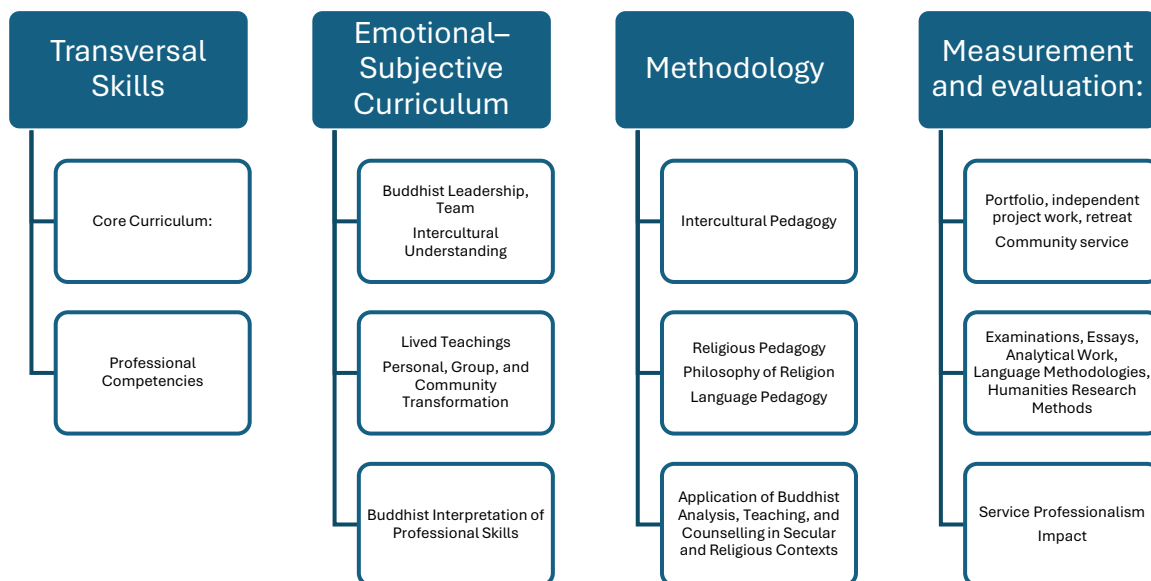 Transversal
Skills
Core Curriculum:
Professional
Competencies
Emotional–
Subjective
Curriculum
Buddhist Leadership,
Team
Intercultural
Understanding
Lived Teachings
Personal, Group, and
Community
Transformation
Buddhist Interpretation of
Professional Skills
Methodology
Intercultural Pedagogy
Religious Pedagogy
Philosophy of Religion
Language Pedagogy
Application of Buddhist
Analysis, Teaching, and
Counselling in Secular
and Religious Contexts
Measurement
and evaluation:
Portfolio, independent
project work, retreat
Community service
Examinations, Essays,
Analytical Work,
Language Methodologies,
Humanities Research
Methods
Service Professionalism
Impact